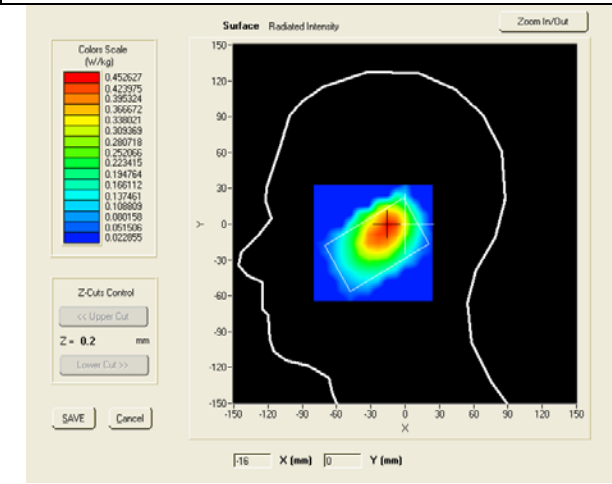 Surface Radiated Intensity
Zoom In/Out
Colors Scale
(W/kg)
0.452627
0.423975
0.395324
0.366672
0.338021
0.309369
0.280718
0.252066
0.223415
0.194764
0.166112
0.137461
0.108809
0.080158
0.051506
0.022855
Z-Cuts Control
<< Upper Cut
Z = 0.2 mm
Lower Cut >>
SAVE Cancel
150
120
90
60
30
0
-30
-60
-90
-120
-150
Y
-150 -120 -90 -60 -30 0 30 60 90 120 150
X
-16 X (mm) 0 Y (mm)